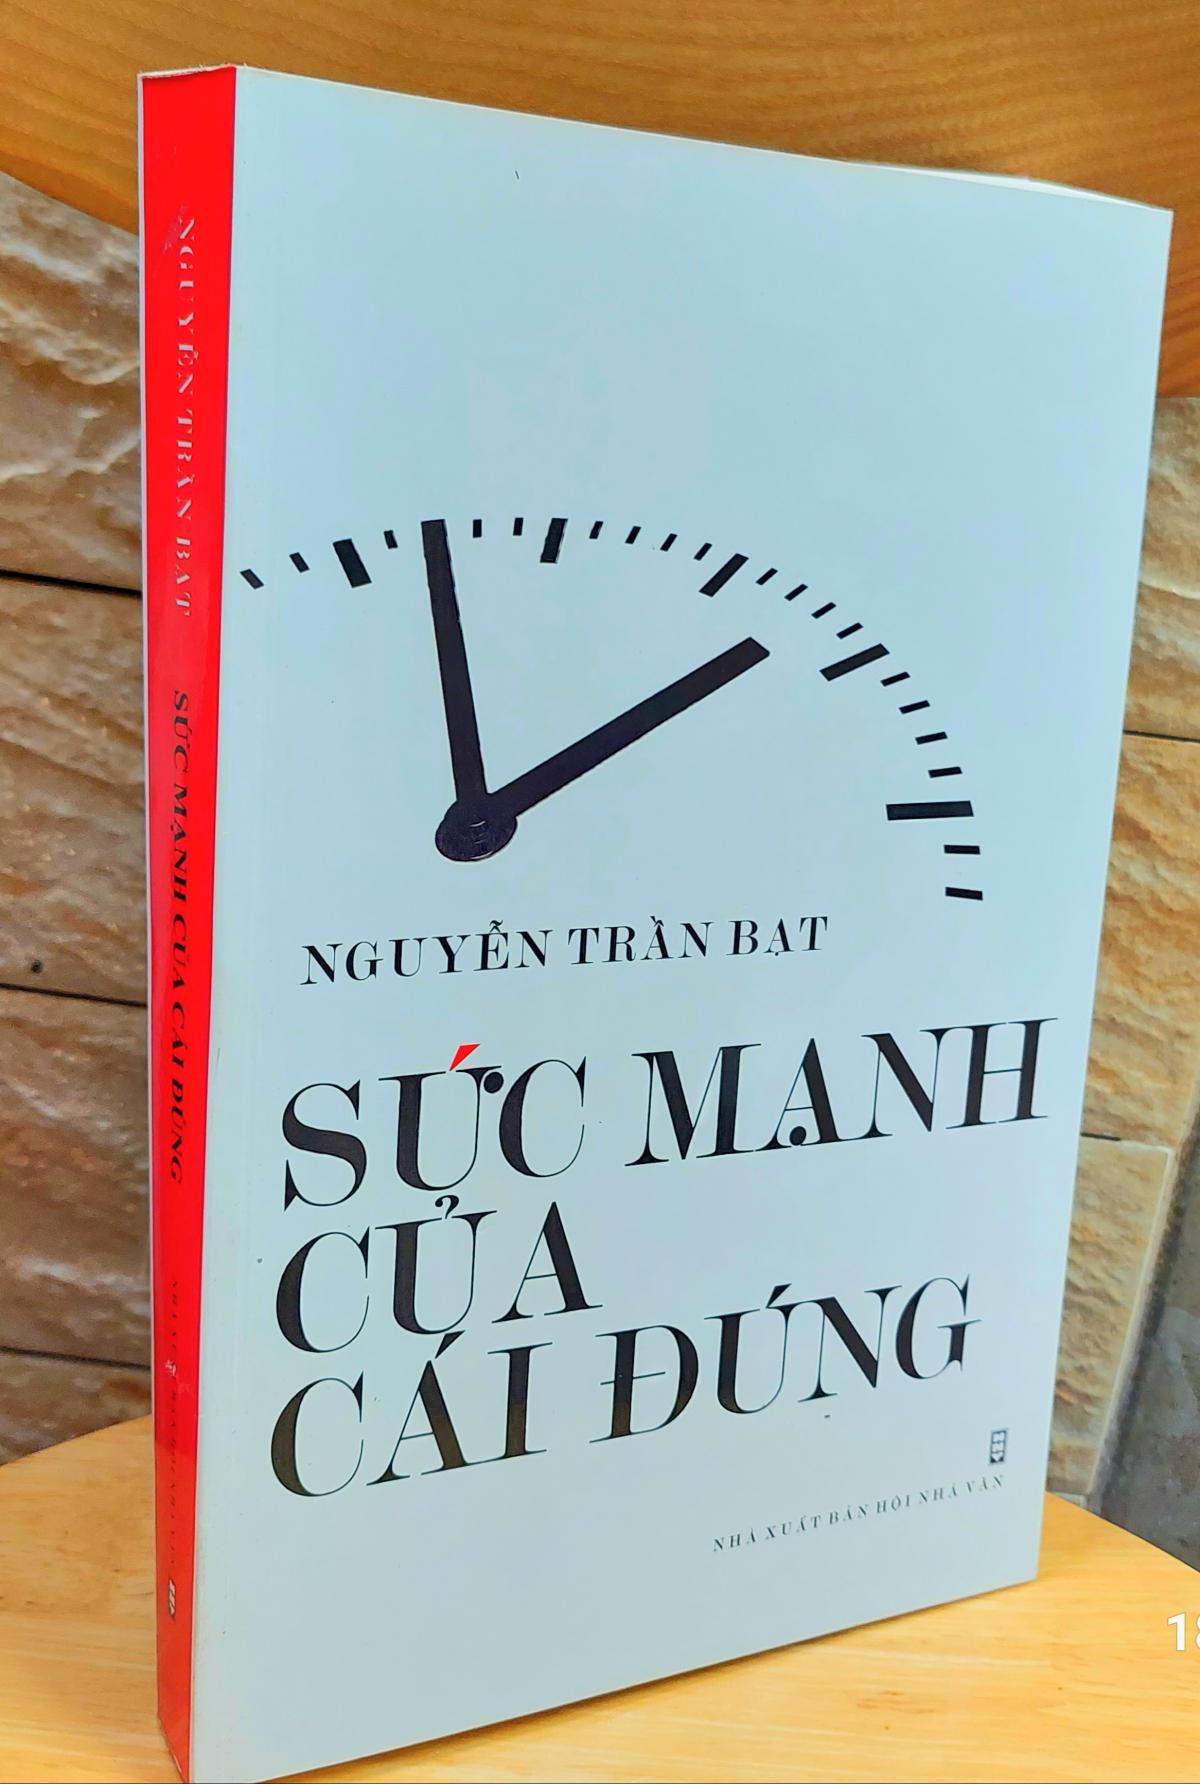 NGUYỄN TRẦN BẠT SỨC MẠNH CỦA CÁI ĐÚNG
NGUYỄN TRẦN BẠT
SỨC MẠNH
CỦA
CÁI ĐÚNG
NHÀ XUẤT BẢN HỘI NHÀ VĂN
18